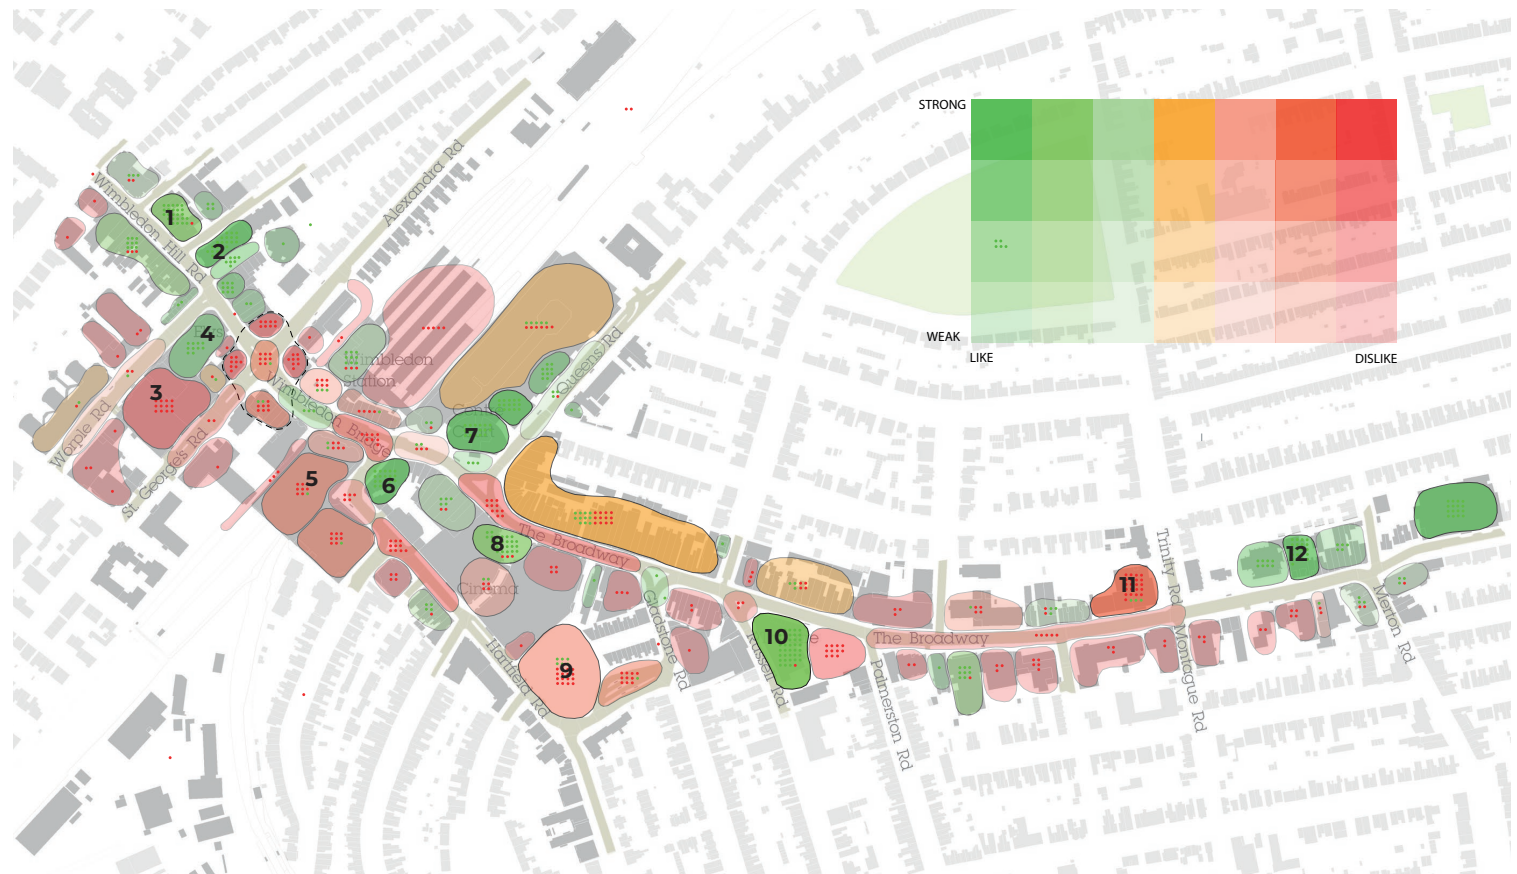 STRONG
WEAK
LIKE
DISLIKE
Alexandra Rd
Wimbledon Hill Rd
1
2
4
3
Wimbledon
Station
Wimbledon Bridge
Queens Rd
Worple Rd
St. George's Rd
Court
7
5
6
8
The Broadway
Cinema
9
Hartfield Rd
Gladstone Rd
10
Russell Rd
The Broadway
Palmerston Rd
11
Trinity Rd
Montague Rd
12
Merton Rd